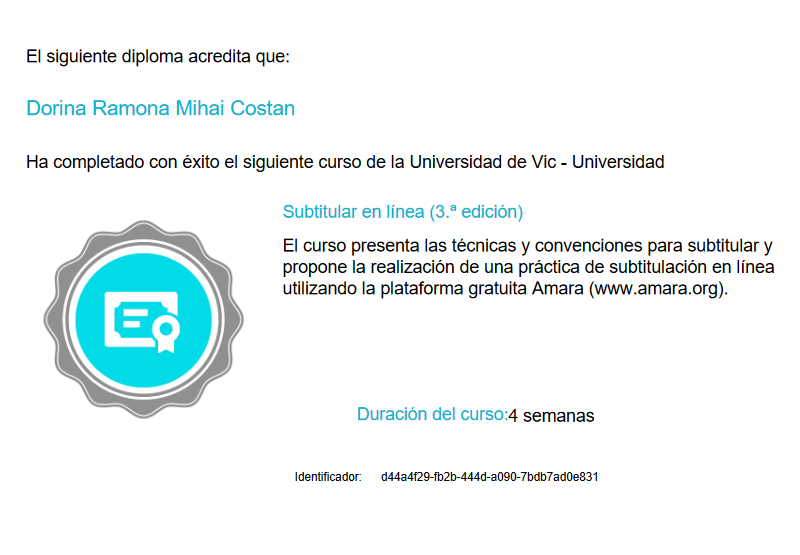 El siguiente diploma acredita que:
Dorina Ramona Mihai Costan
Ha completado con éxito el siguiente curso de la Universidad de Vic - Universidad
Subtitular en línea (3.ª edición)
El curso presenta las técnicas y convenciones para subtitular y
propone la realización de una práctica de subtitulación en línea
utilizando la plataforma gratuita Amara (www.amara.org).
Duración del curso:4 semanas
Identificador: d44a4f29-fb2b-444d-a090-7bdb7ad0e831